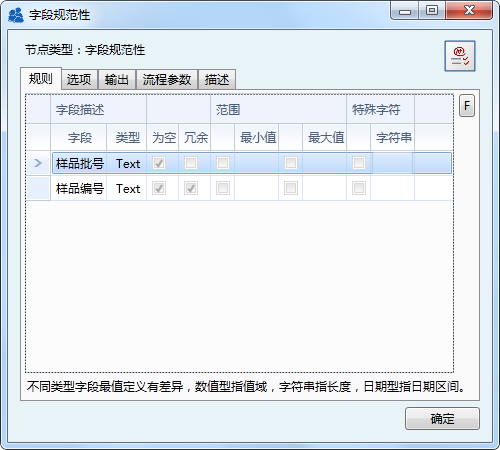 字段规范性
节点类型：字段规范性
规则 选项 输出 流程参数 描述
字段描述 范围 特殊字符 F
字段 类型 为空 冗余 最小值 最大值 字符串
样品批号 Text
样品编号 Text
不同类型字段最值定义有差异，数值型指值域，字符串指长度，日期型指日期区间。
确定